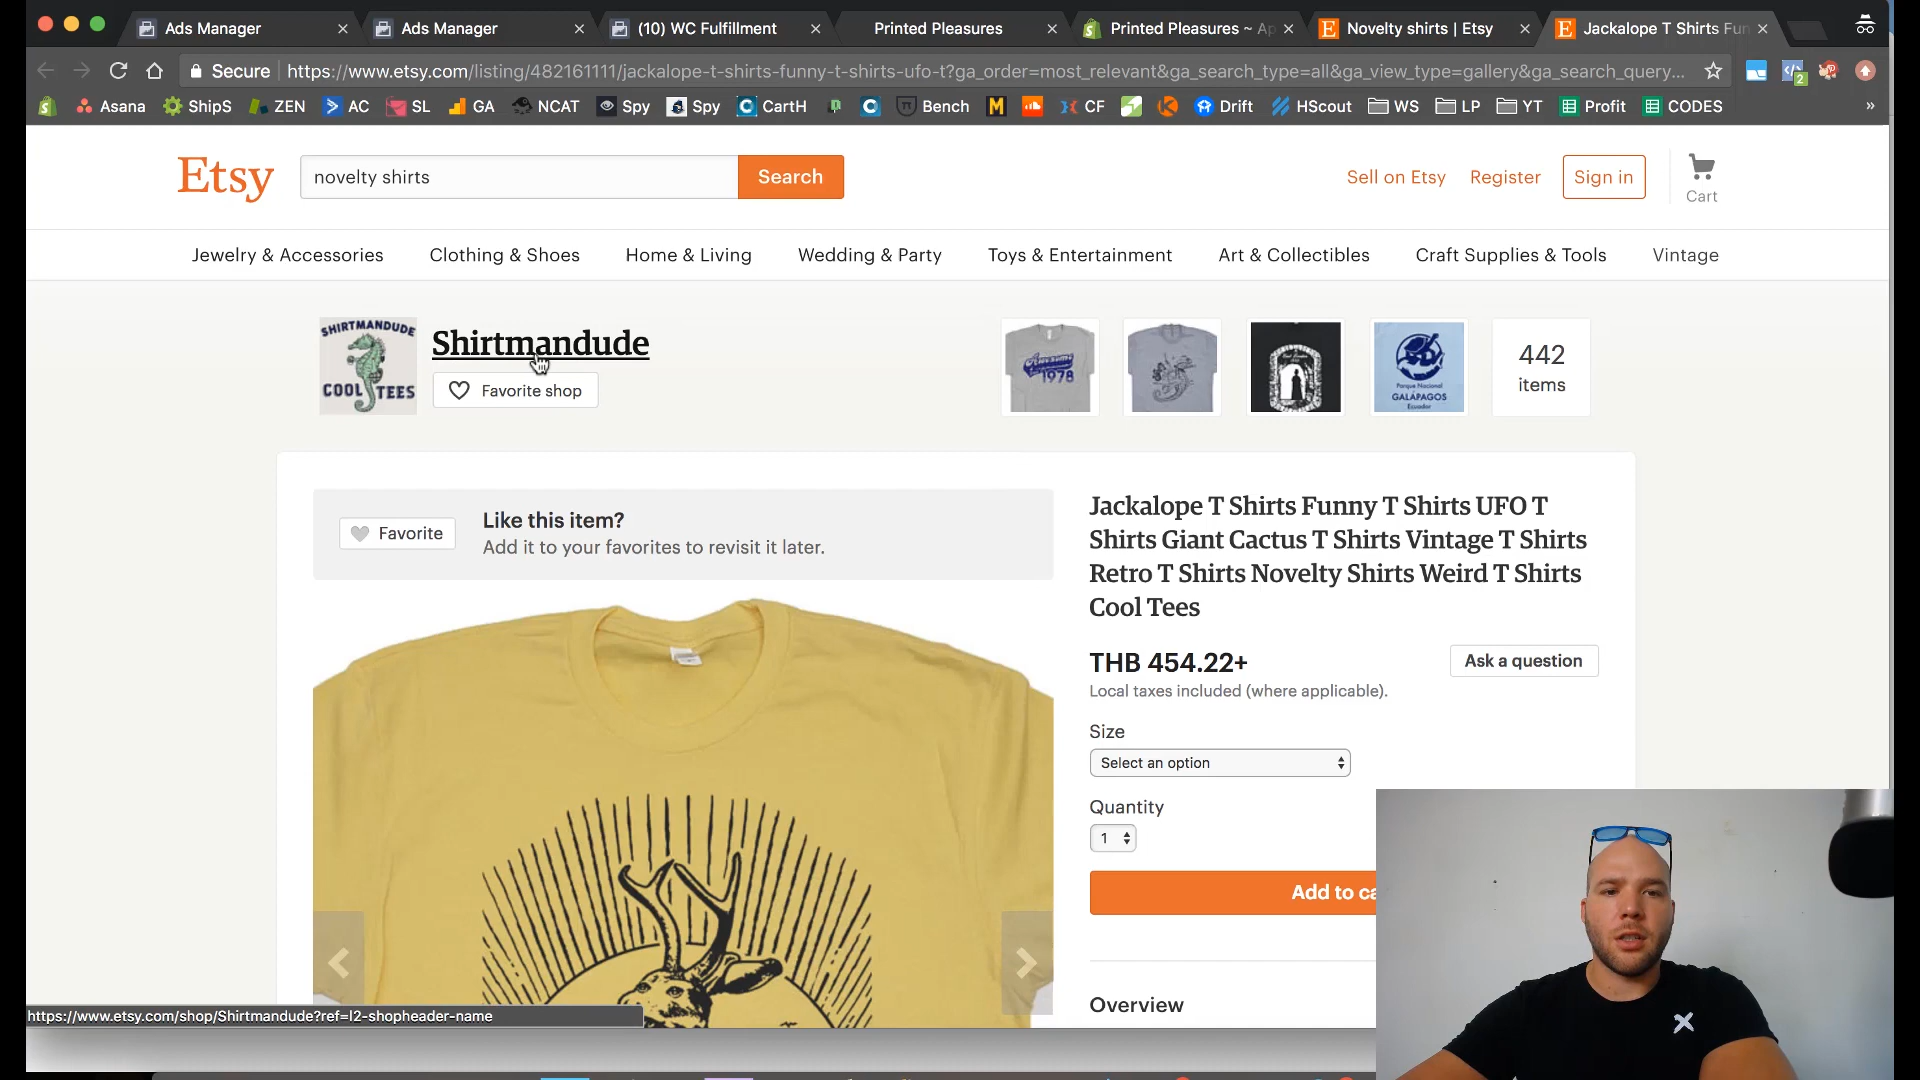 Ads Manager
Ads Manager
(10) WC Fulfillment
Printed Pleasures
Printed Pleasures ~ Ap
Novelty shirts | Etsy
Jackalope T Shirts Fun
Secure
https://www.etsy.com/listing/482161111/jackalope-t-shirts-funny-t-shirts-ufo-t?ga_order=most_relevant&ga_search_type=all&ga_view_type=gallery&ga_search_query...
Asana
ShipS
ZEN
AC
SL
GA
NCAT
Spy
Spy
CartH
Bench
CF
Drift
HScout
WS
LP
YT
Profit
CODES
»
Etsy
novelty shirts
Search
Sell on Etsy
Register
Sign in
Cart
Jewelry & Accessories
Clothing & Shoes
Home & Living
Wedding & Party
Toys & Entertainment
Art & Collectibles
Craft Supplies & Tools
Vintage
SHIRTMANDUDE
COOL TEES
Shirtmandude
Favorite shop
1978
Parque Nacional
GALAPAGOS
Ecuador
442
items
Favorite
Like this item?
Add it to your favorites to revisit it later.
Jackalope T Shirts Funny T Shirts UFO T
Shirts Giant Cactus T Shirts Vintage T Shirts
Retro T Shirts Novelty Shirts Weird T Shirts
Cool Tees
THB 454.22+
Ask a question
Local taxes included (where applicable).
Size
Select an option
Quantity
1
Add to ca
Overview
https://www.etsy.com/shop/Shirtmandude?ref=l2-shopheader-name